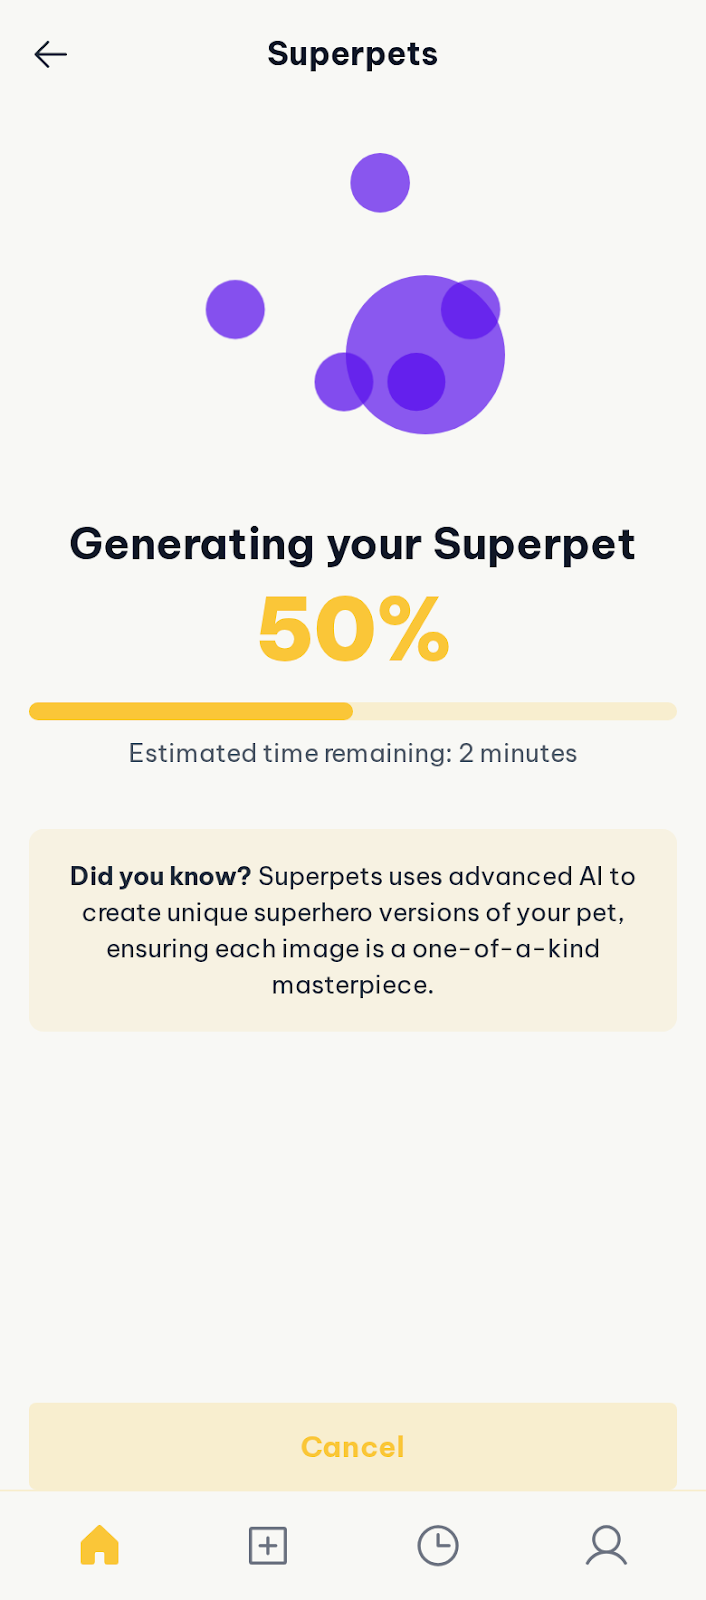 Superpets
Generating your Superpet
50%
Estimated time remaining: 2 minutes
Did you know? Superpets uses advanced AI to
create unique superhero versions of your pet,
ensuring each image is a one-of-a-kind
masterpiece.
Cancel